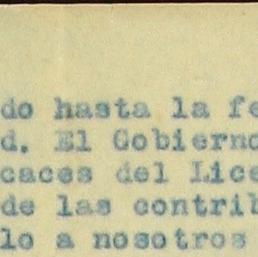 do hasta la fe
d. El Gobierno
caces del Lice
de las contrib
lo a nosotros